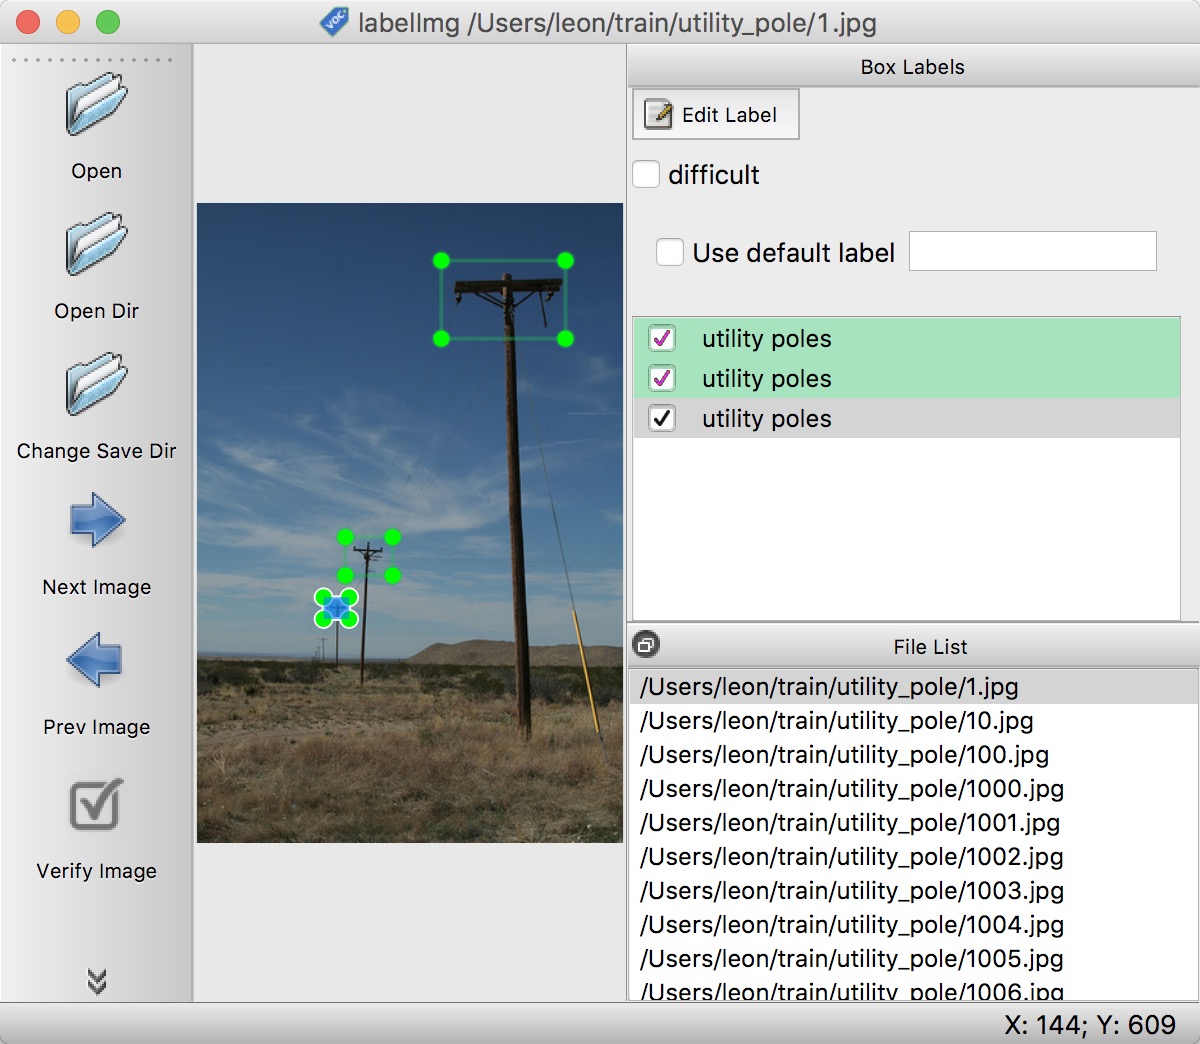 VOC labelImg /Users/leon/train/utility_pole/1.jpg
Open
Open Dir
Change Save Dir
Next Image
Prev Image
Verify Image
Box Labels
Edit Label
difficult
Use default label
utility poles
utility poles
utility poles
File List
/Users/leon/train/utility_pole/1.jpg
/Users/leon/train/utility_pole/10.jpg
/Users/leon/train/utility_pole/100.jpg
/Users/leon/train/utility_pole/1000.jpg
/Users/leon/train/utility_pole/1001.jpg
/Users/leon/train/utility_pole/1002.jpg
/Users/leon/train/utility_pole/1003.jpg
/Users/leon/train/utility_pole/1004.jpg
/Users/leon/train/utility_pole/1005.jpg
/Users/leon/train/utility_pole/1006.jpg
X: 144; Y: 609